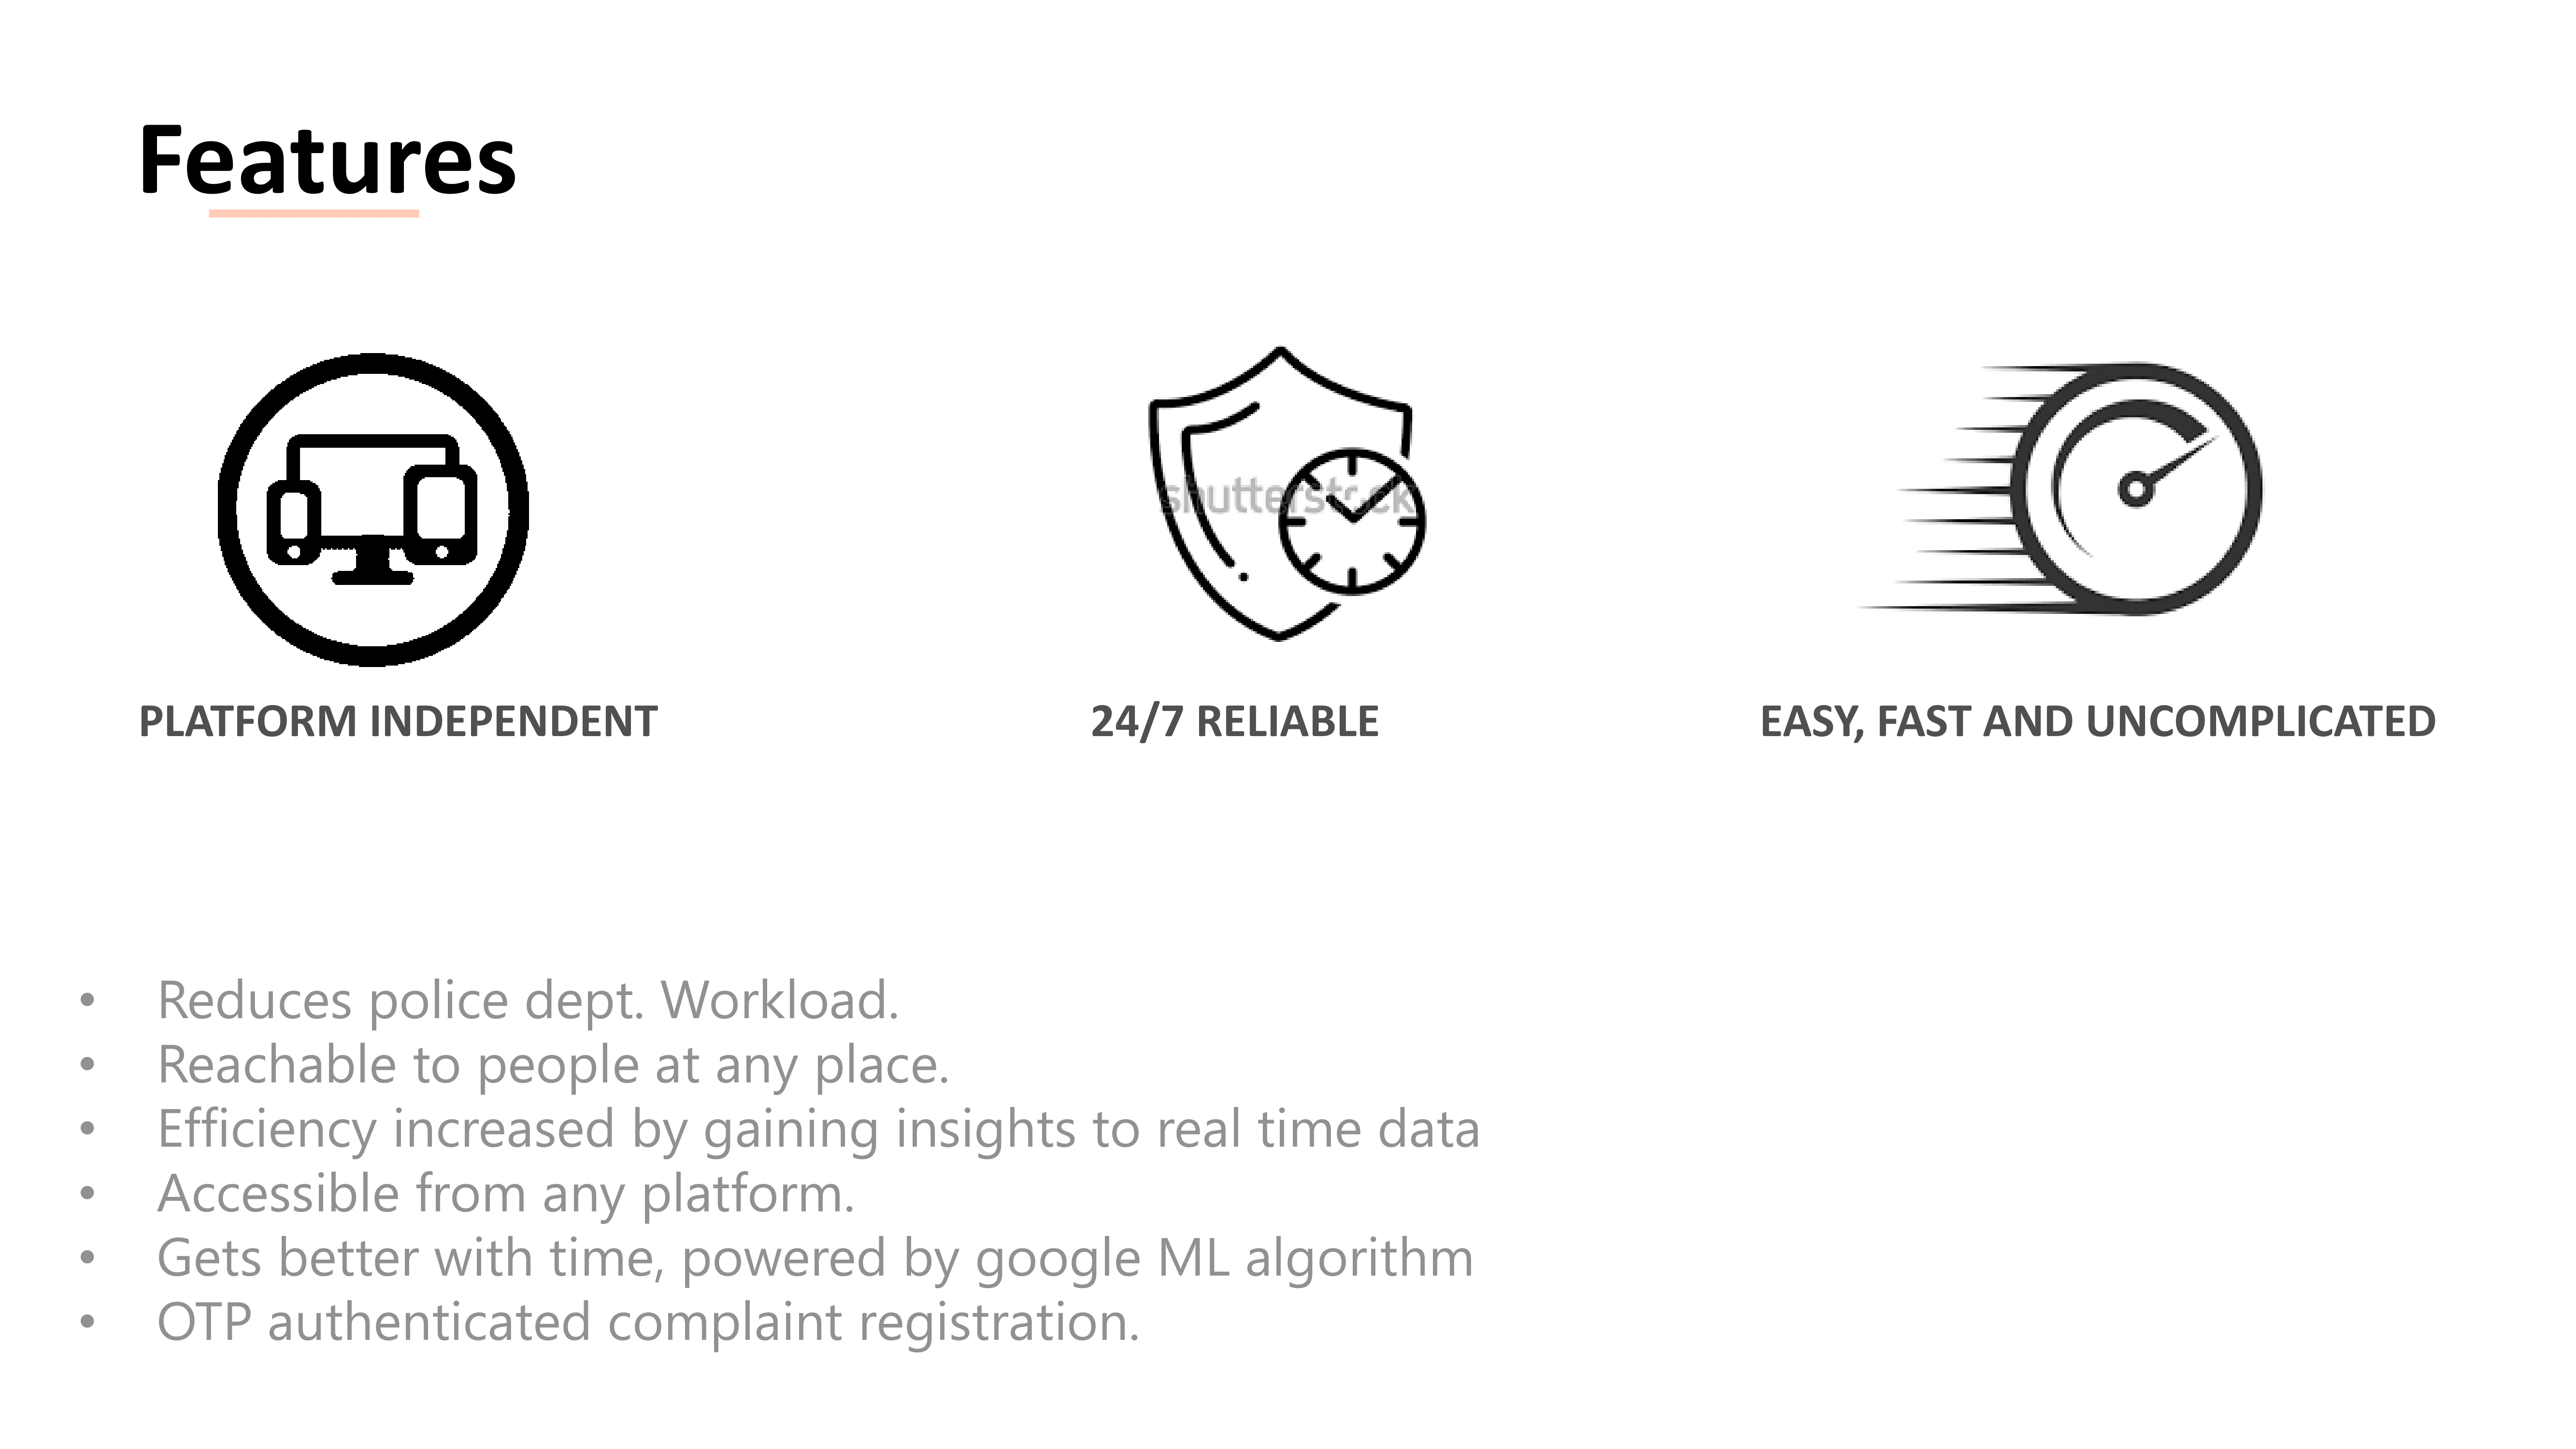 Features
shutterstock
PLATFORM INDEPENDENT
24/7 RELIABLE
EASY, FAST AND UNCOMPLICATED
• Reduces police dept. Workload.
• Reachable to people at any place.
• Efficiency increased by gaining insights to real time data
• Accessible from any platform.
• Gets better with time, powered by google ML algorithm
• OTP authenticated complaint registration.